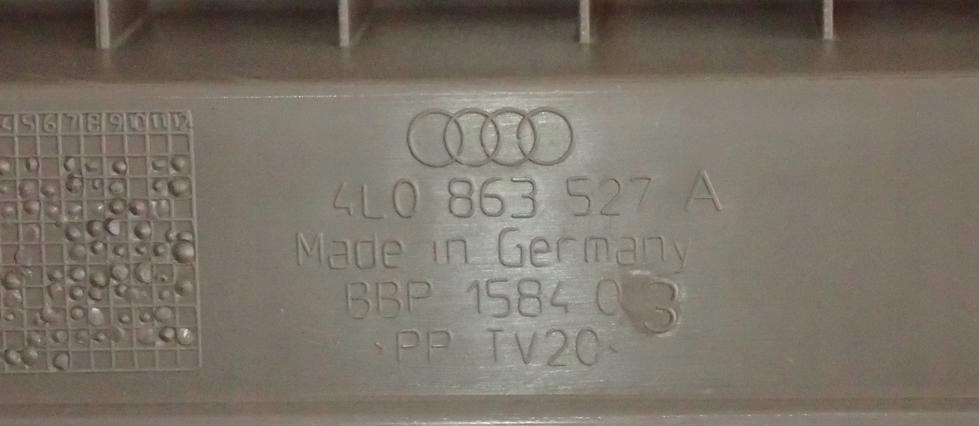 4 5 6 7 8 9 10 11 12
4L0 863 527 A
Made in Germany
BBP 1584 03
›PP TV20‹